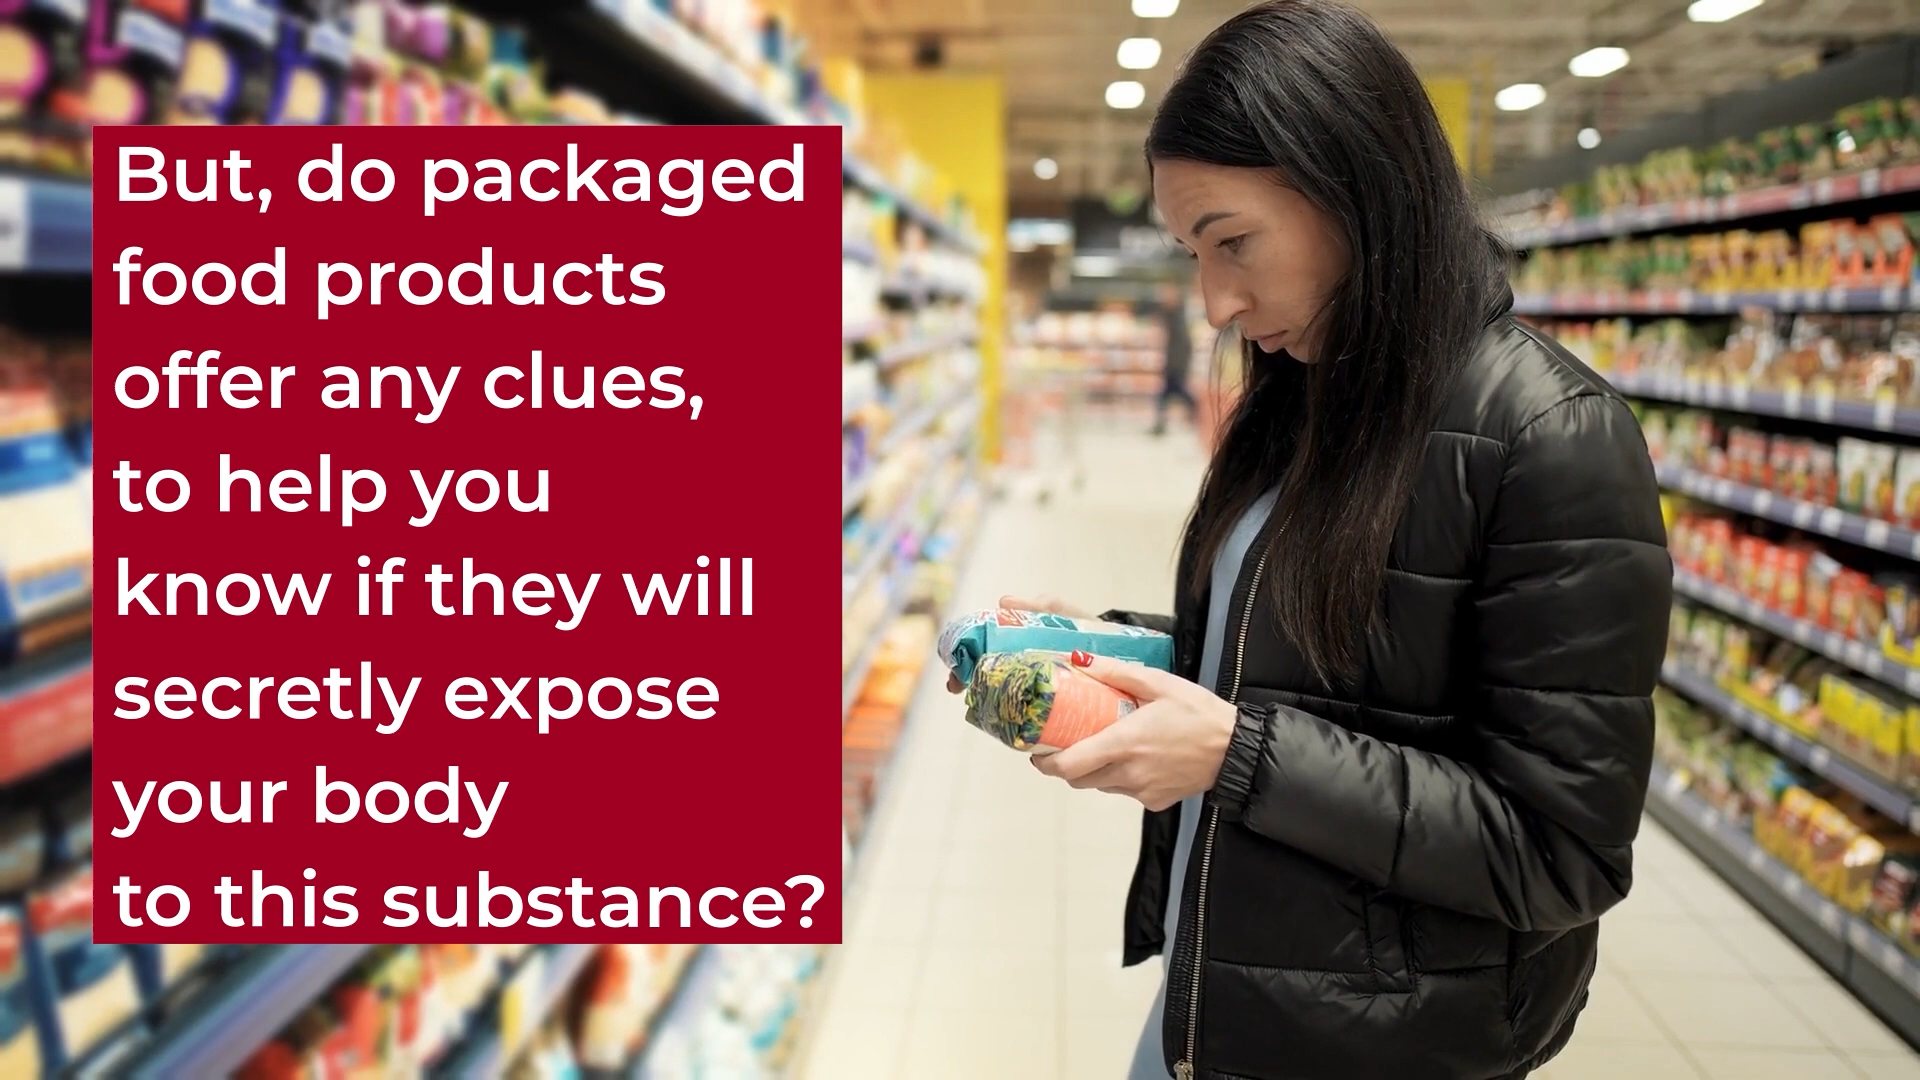 But, do packaged
food products
offer any clues,
to help you
know if they will
secretly expose
your body
to this substance?